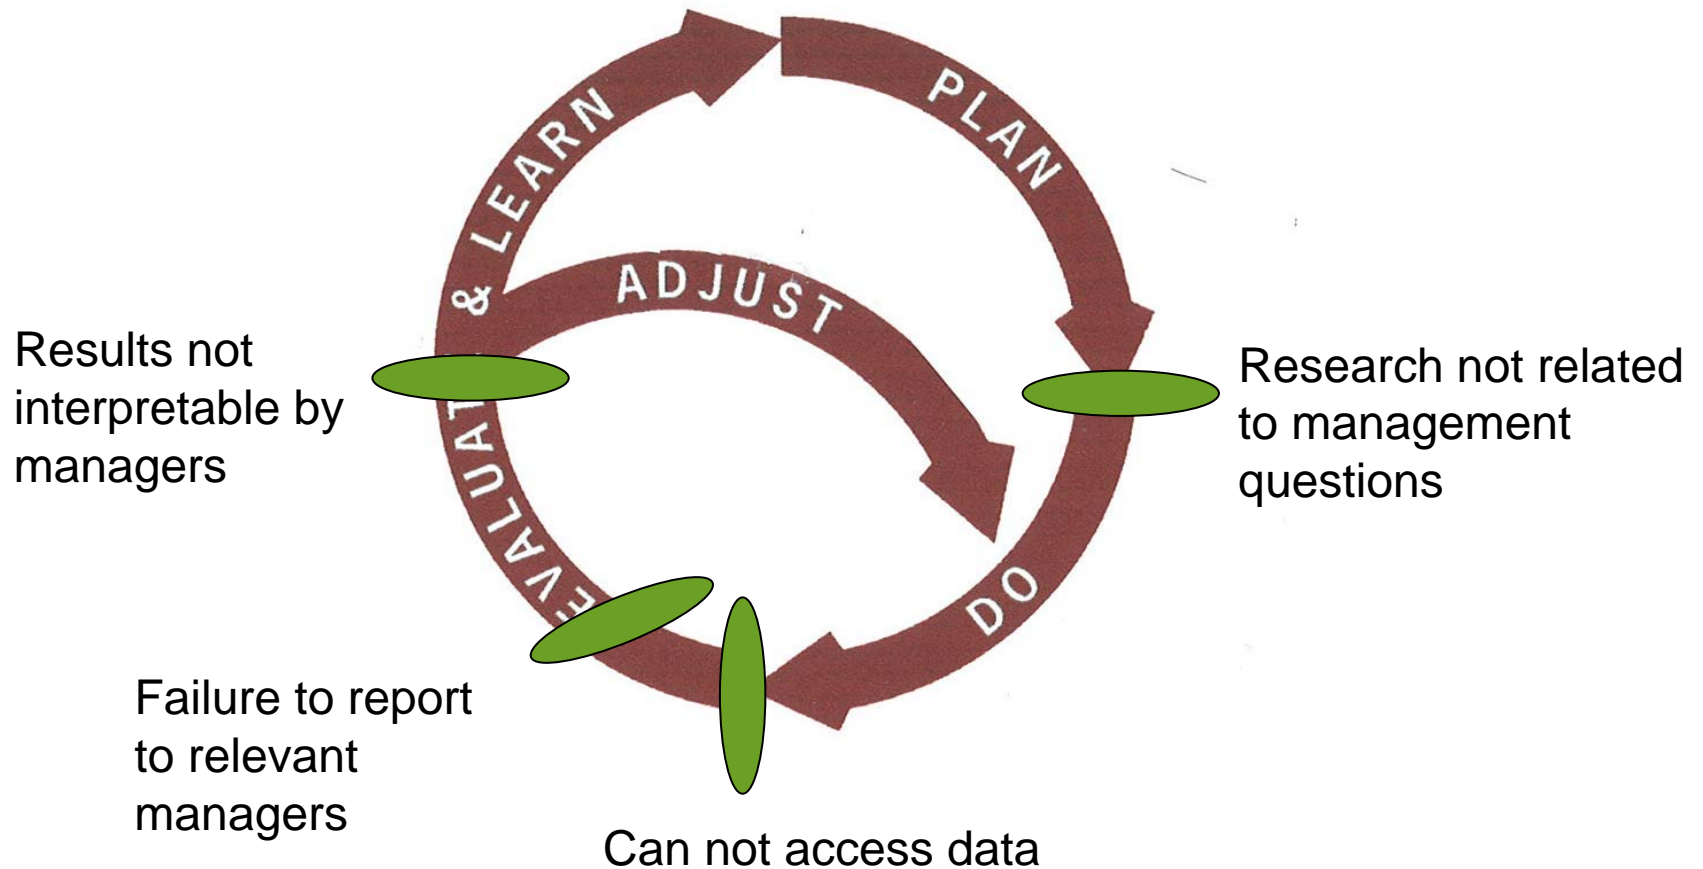 PLAN
& LEARN
ADJUST
Results not
interpretable by
managers
Research not related
to management
questions
EVALUAT
DO
Failure to report
to relevant
managers
Can not access data